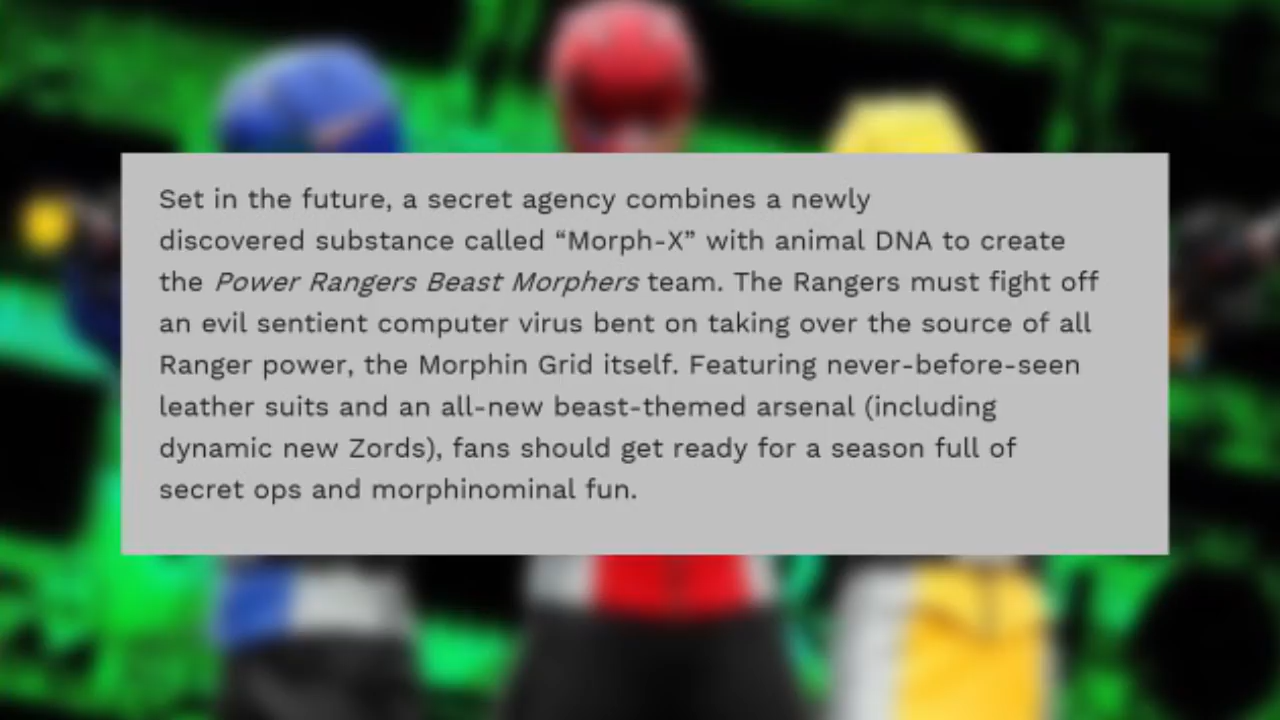 Set in the future, a secret agency combines a newly
discovered substance called “Morph-X” with animal DNA to create
the Power Rangers Beast Morphers team. The Rangers must fight off
an evil sentient computer virus bent on taking over the source of all
Ranger power, the Morphin Grid itself. Featuring never-before-seen
leather suits and an all-new beast-themed arsenal (including
dynamic new Zords), fans should get ready for a season full of
secret ops and morphinominal fun.